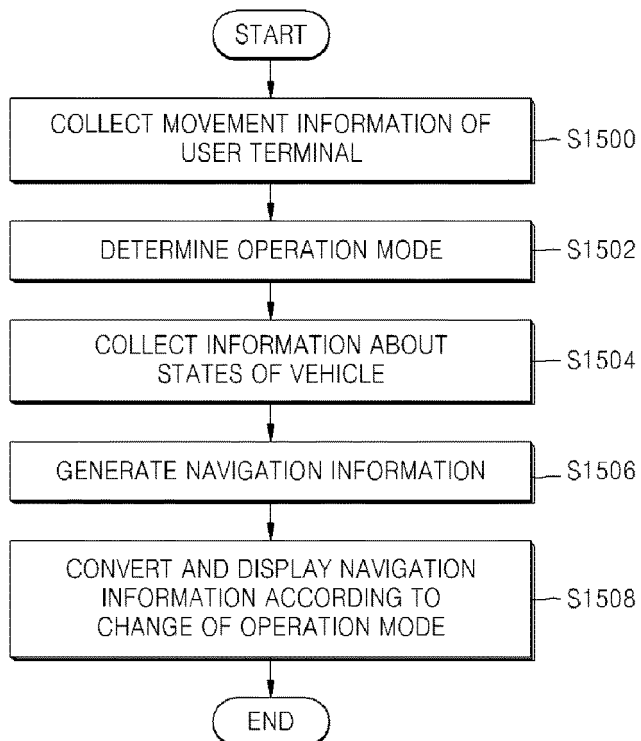 START
COLLECT MOVEMENT INFORMATION OF
USER TERMINAL
S1500
DETERMINE OPERATION MODE
S1502
COLLECT INFORMATION ABOUT
STATES OF VEHICLE
S1504
GENERATE NAVIGATION INFORMATION
S1506
CONVERT AND DISPLAY NAVIGATION
INFORMATION ACCORDING TO
CHANGE OF OPERATION MODE
S1508
END